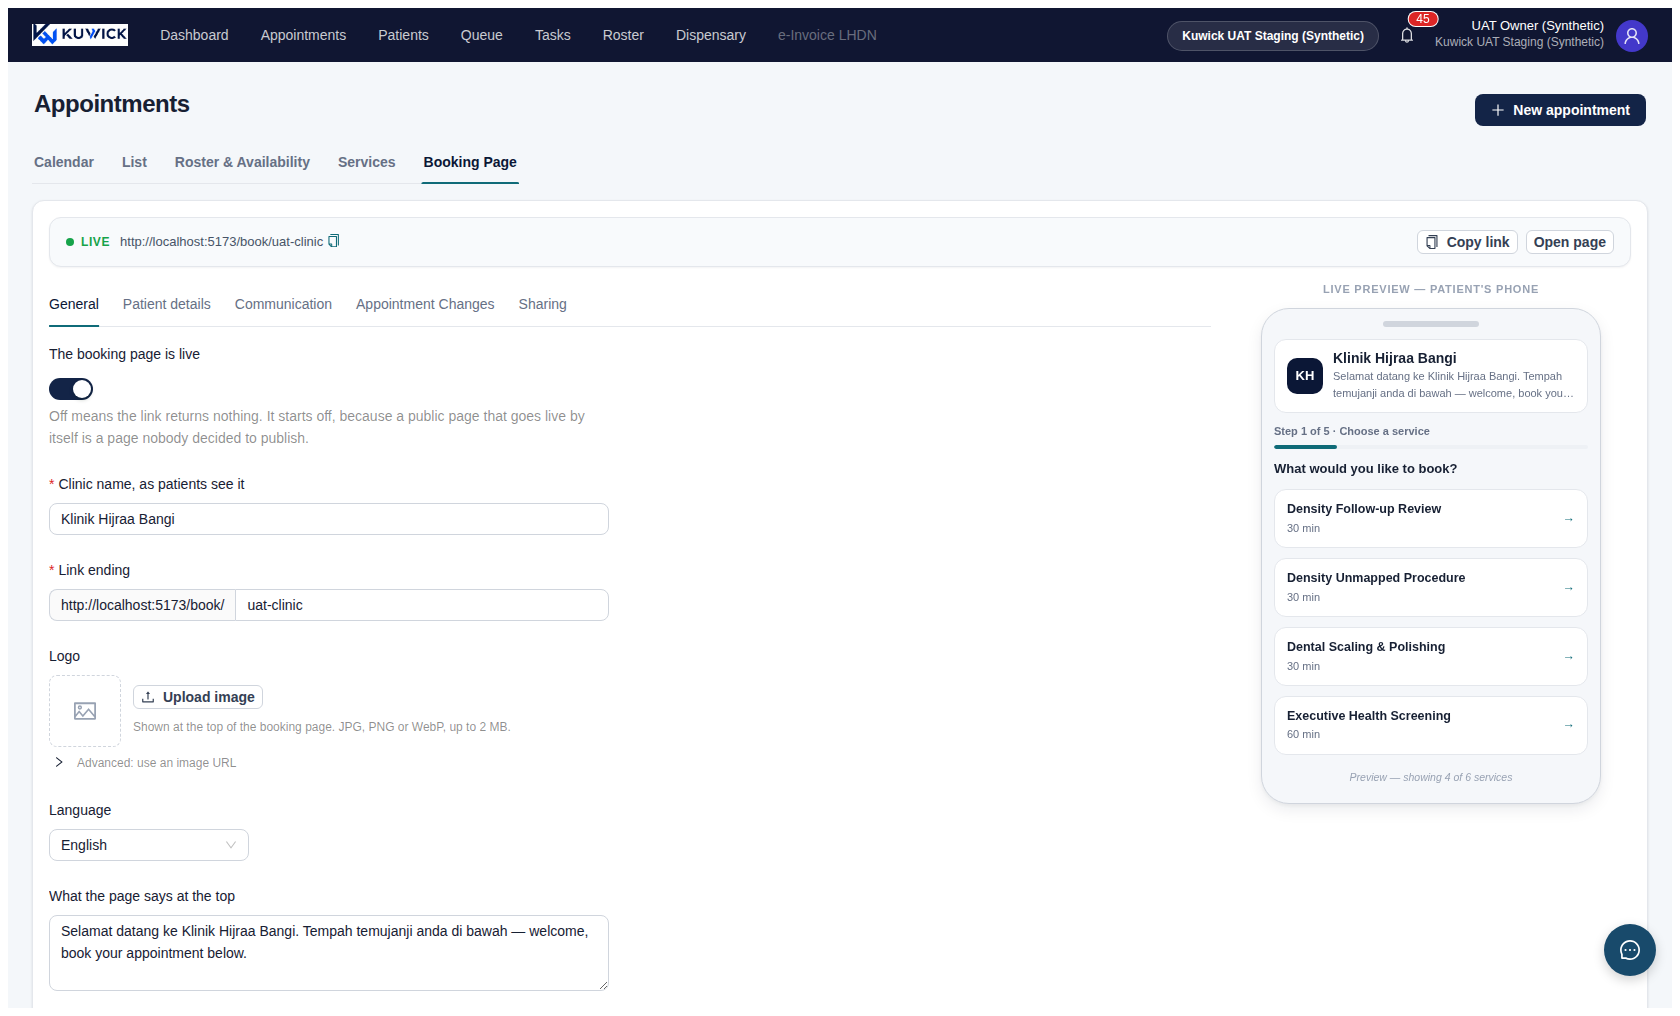 KUWICK
Dashboard
Appointments
Patients
Queue
Tasks
Roster
Dispensary
e-Invoice LHDN
Kuwick UAT Staging (Synthetic)
45
UAT Owner (Synthetic)
Kuwick UAT Staging (Synthetic)
Appointments
New appointment
Calendar
List
Roster & Availability
Services
Booking Page
LIVE http://localhost:5173/book/uat-clinic
Copy link
Open page
General
Patient details
Communication
Appointment Changes
Sharing
The booking page is live
Off means the link returns nothing. It starts off, because a public page that goes live by
itself is a page nobody decided to publish.
* Clinic name, as patients see it
Klinik Hijraa Bangi
* Link ending
http://localhost:5173/book/ uat-clinic
Logo
Upload image
Shown at the top of the booking page. JPG, PNG or WebP, up to 2 MB.
Advanced: use an image URL
Language
English
What the page says at the top
Selamat datang ke Klinik Hijraa Bangi. Tempah temujanji anda di bawah — welcome,
book your appointment below.
LIVE PREVIEW — PATIENT'S PHONE
KH
Klinik Hijraa Bangi
Selamat datang ke Klinik Hijraa Bangi. Tempah
temujanji anda di bawah — welcome, book you…
Step 1 of 5 · Choose a service
What would you like to book?
Density Follow-up Review
30 min
→
Density Unmapped Procedure
30 min
→
Dental Scaling & Polishing
30 min
→
Executive Health Screening
60 min
→
Preview — showing 4 of 6 services